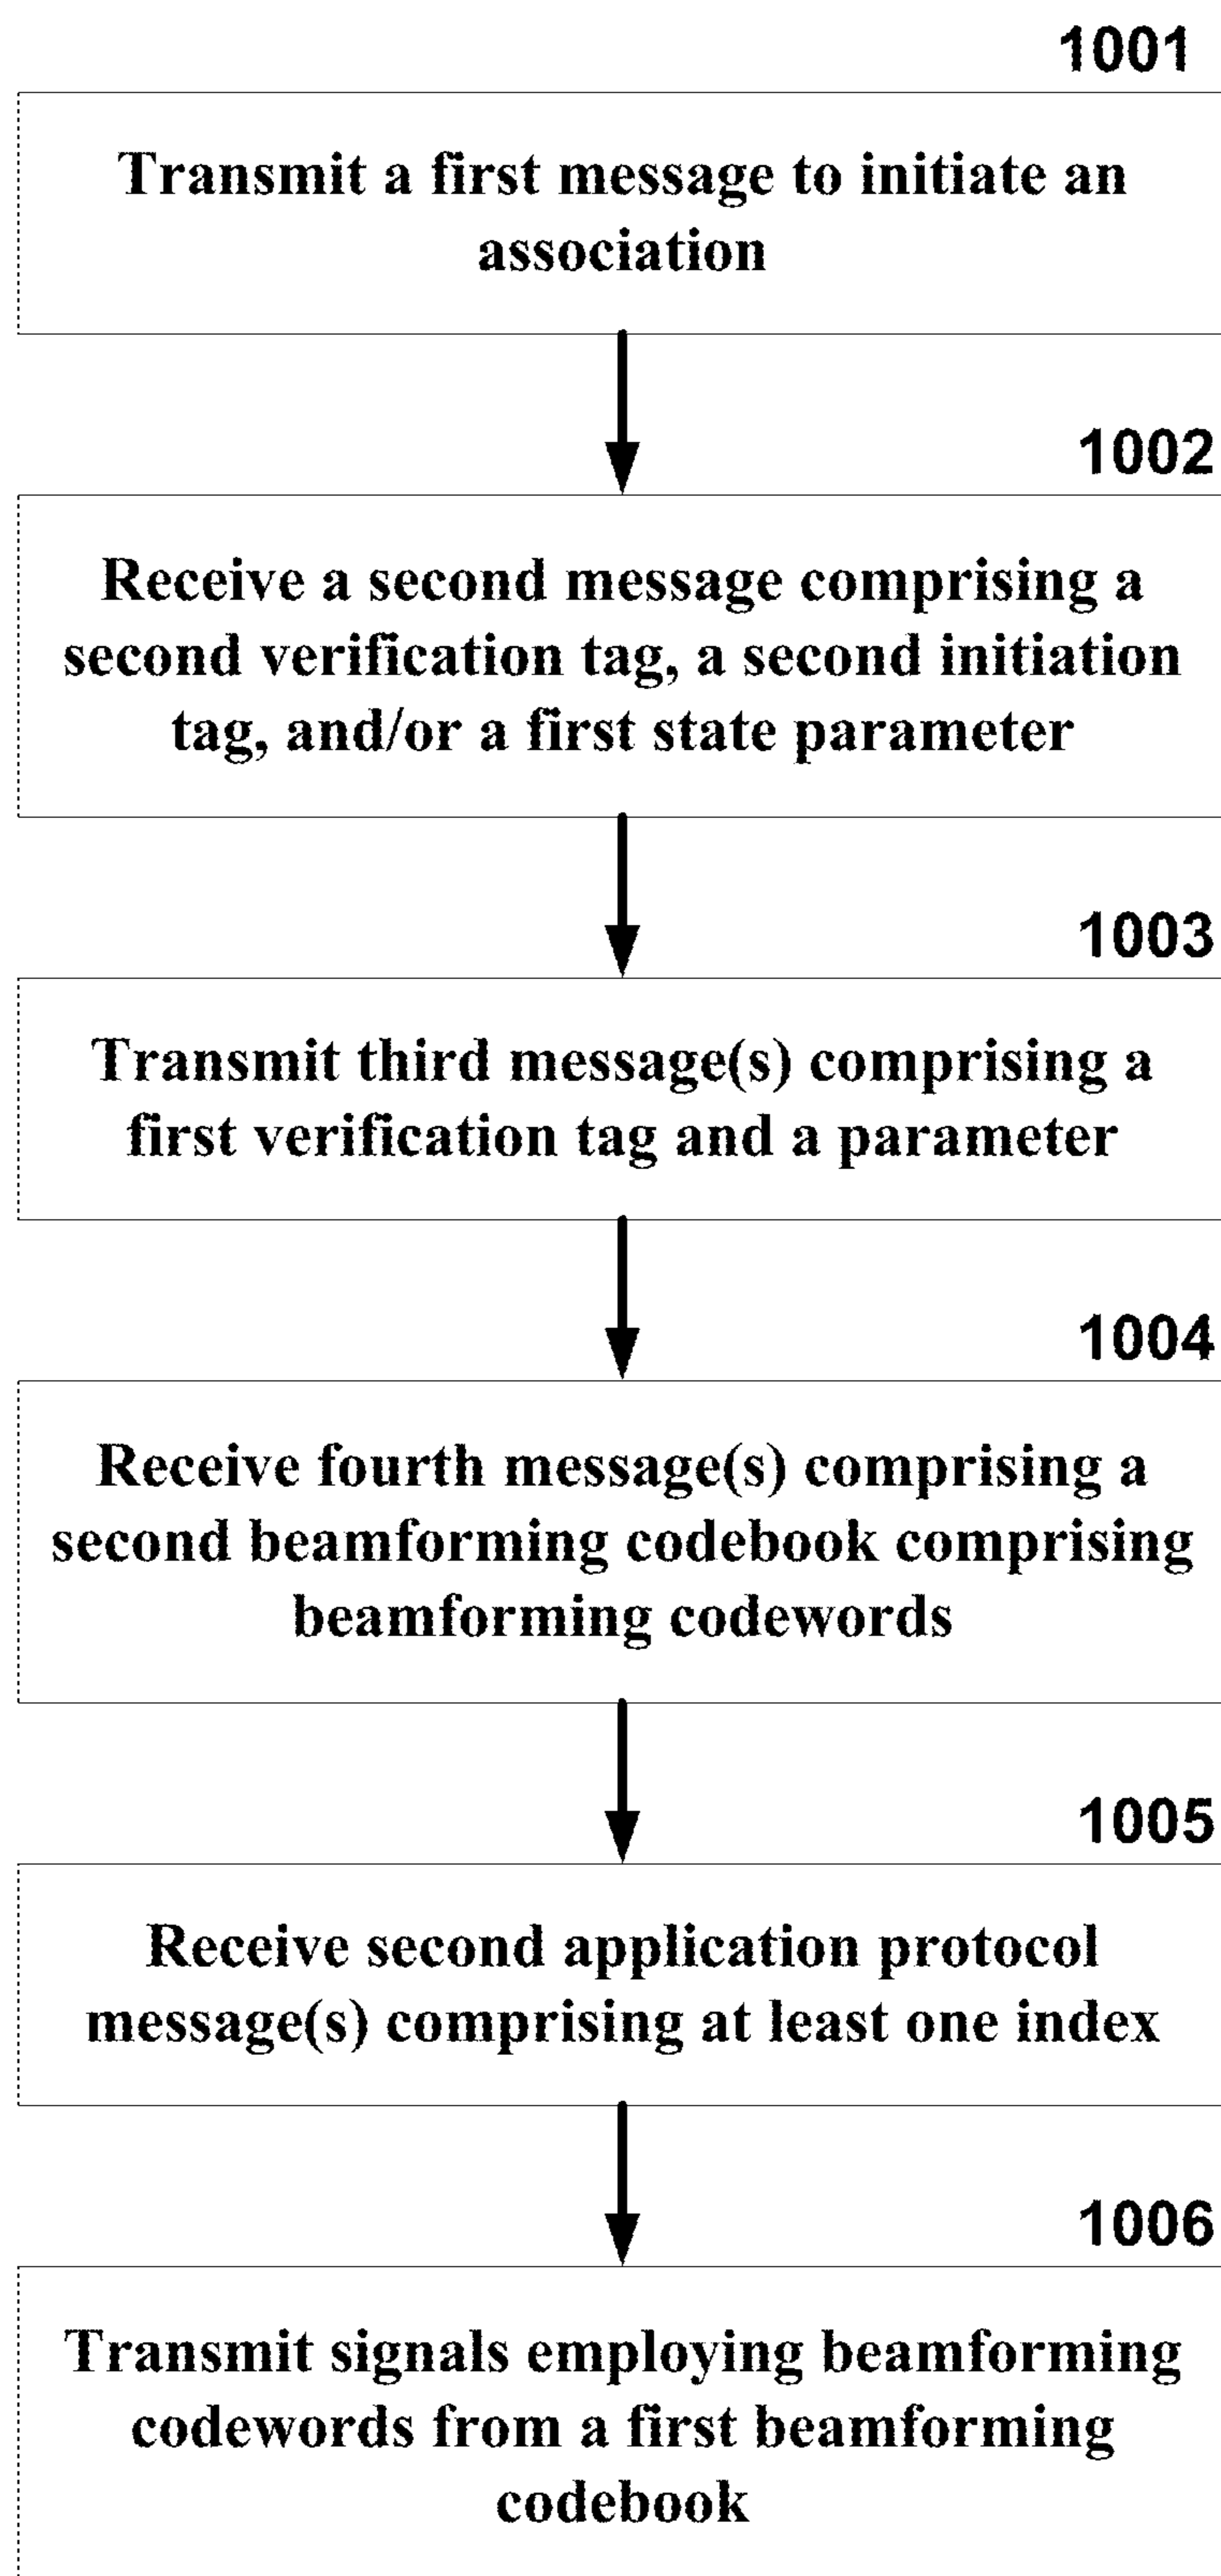 1001
Transmit a first message to initiate an
association
1002
Receive a second message comprising a
second verification tag, a second initiation
tag, and/or a first state parameter
1003
Transmit third message(s) comprising a
first verification tag and a parameter
1004
Receive fourth message(s) comprising a
second beamforming codebook comprising
beamforming codewords
1005
Receive second application protocol
message(s) comprising at least one index
1006
Transmit signals employing beamforming
codewords from a first beamforming
codebook